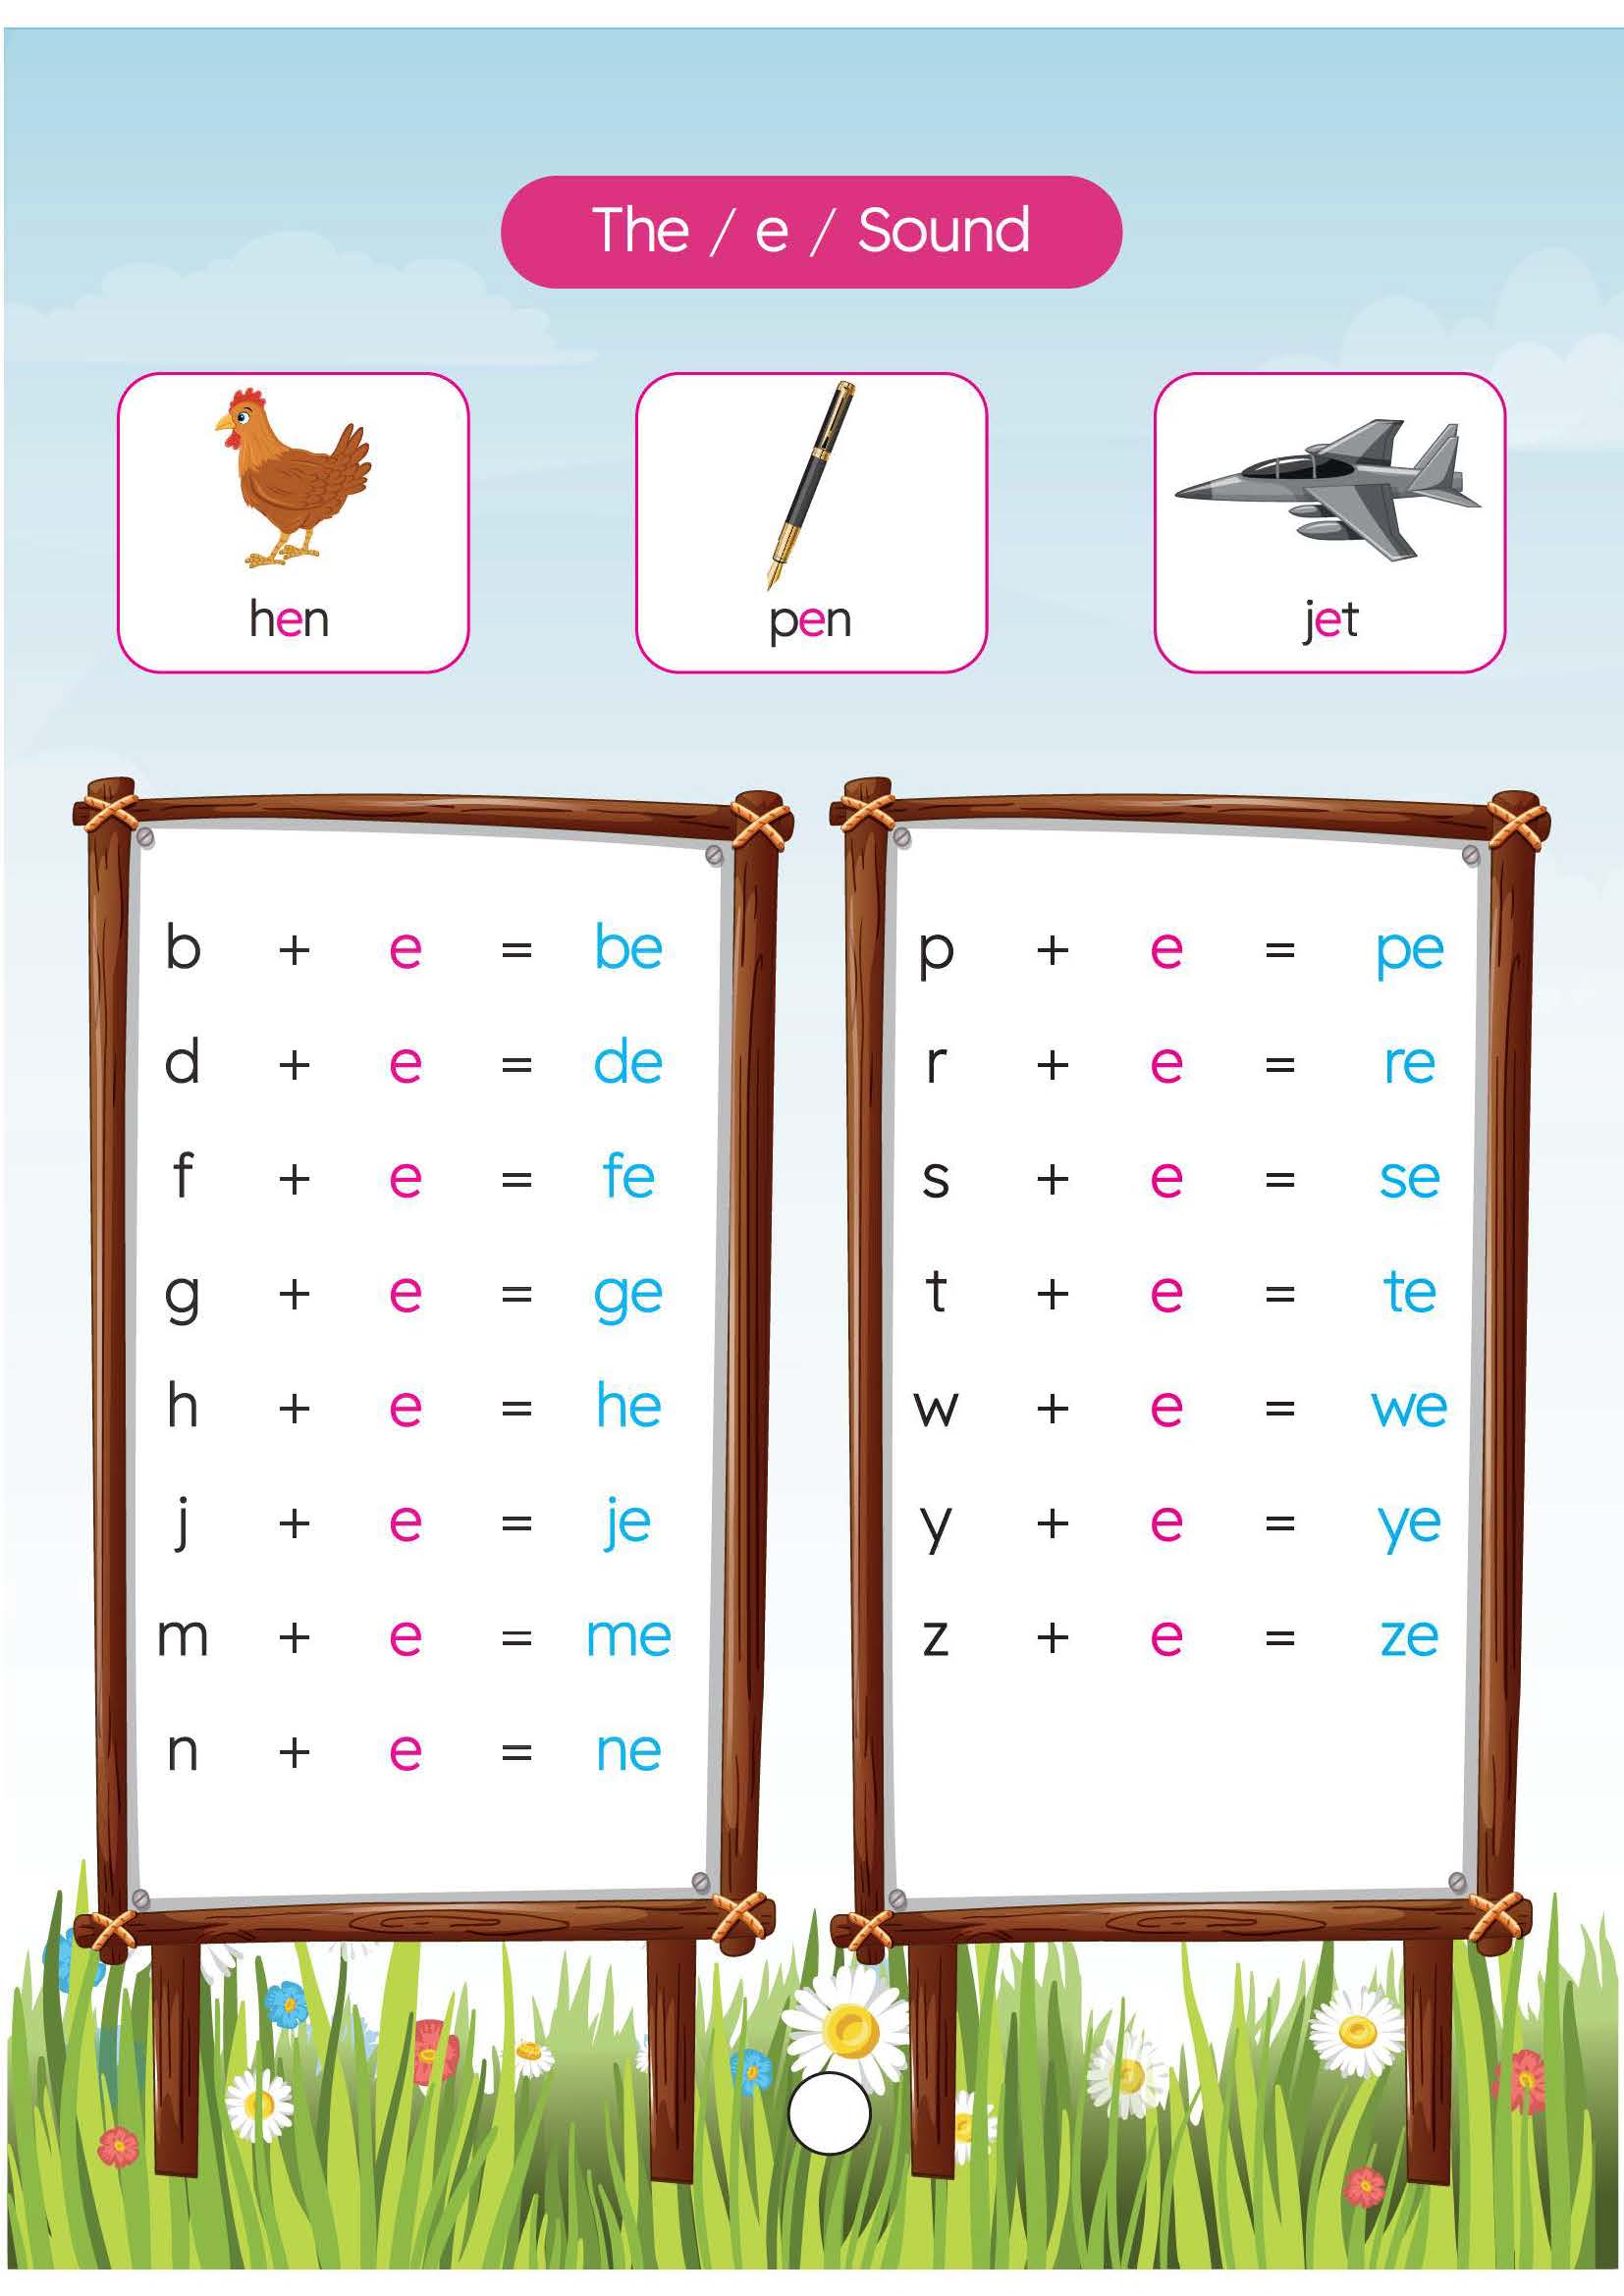 The / e / Sound
hen
pen
jet
b + e = be
d + e = de
f + e = fe
g + e = ge
h + e = he
j + e = je
m + e = me
n + e = ne
p + e = pe
r + e = re
s + e = se
t + e = te
w + e = we
y + e = ye
z + e = ze